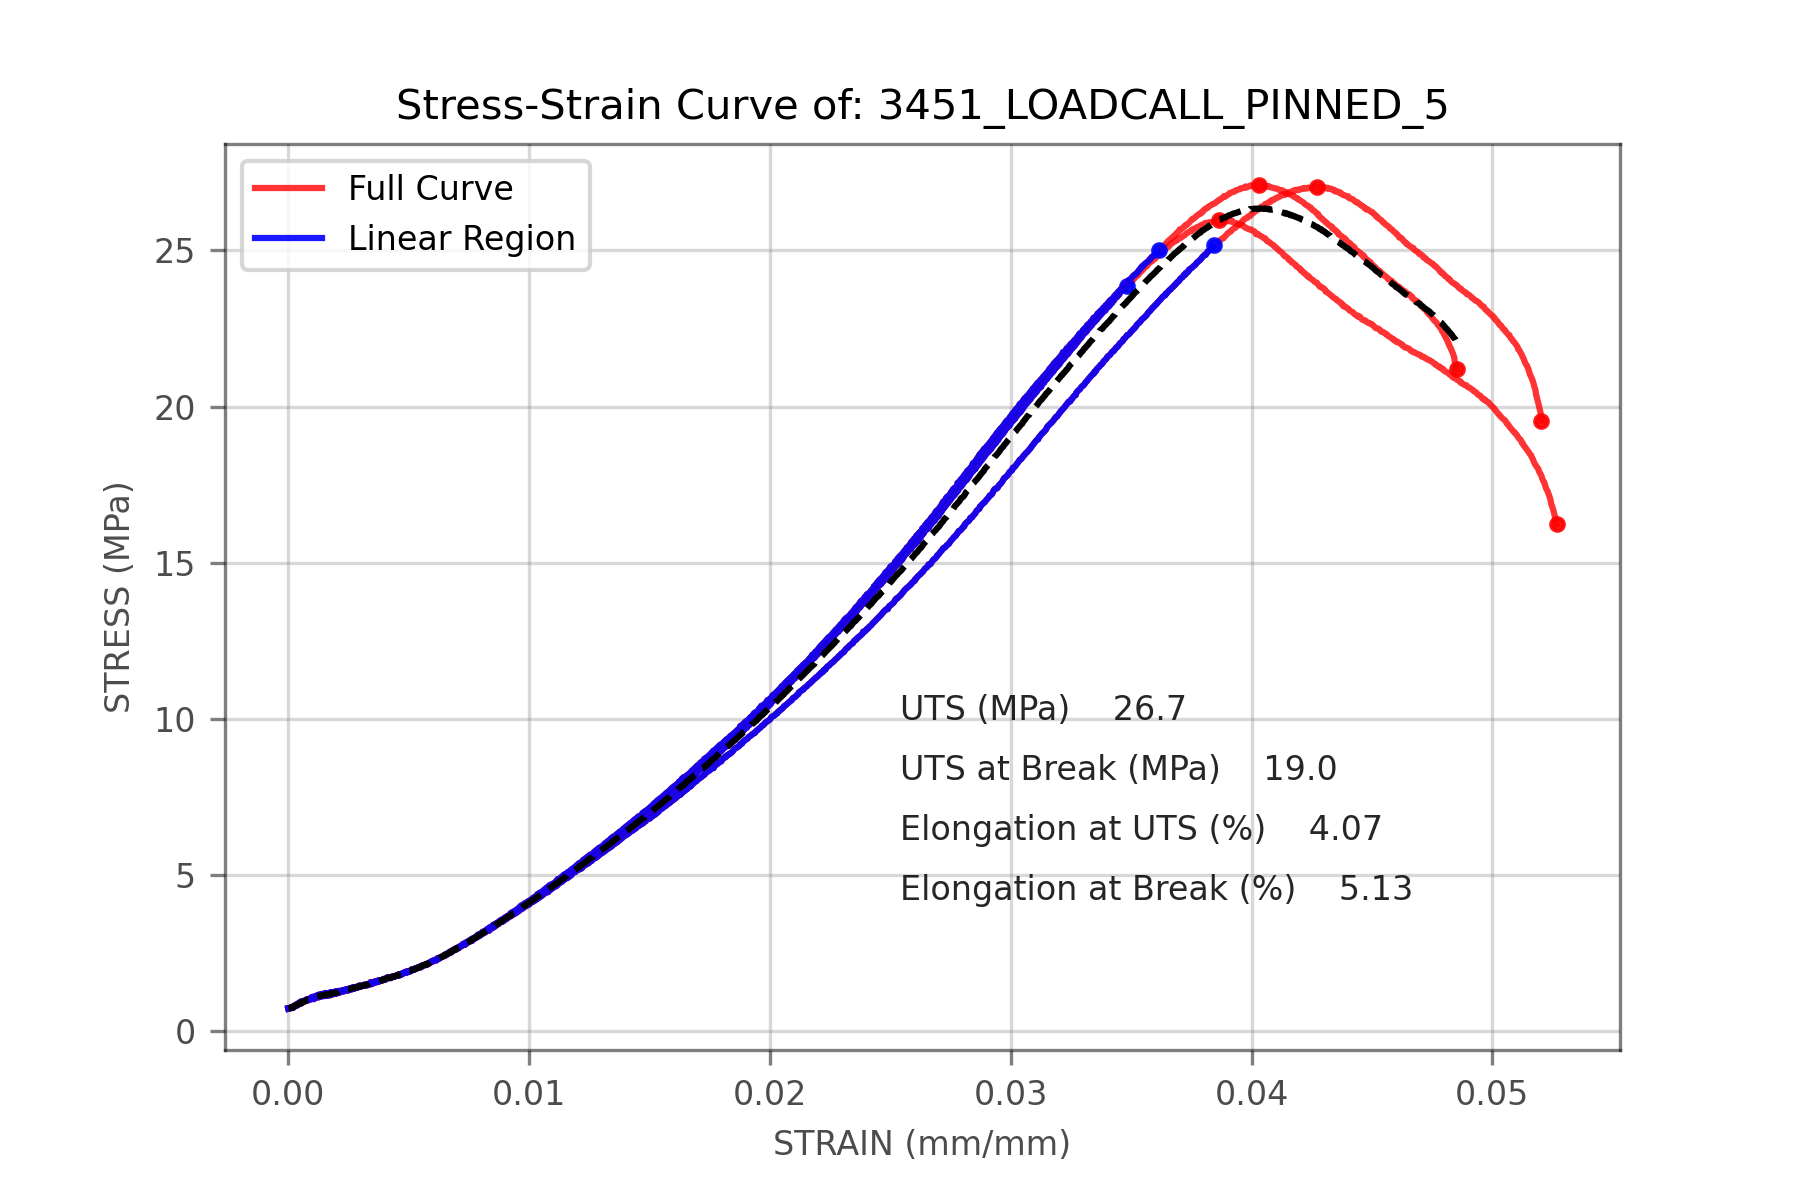 Stress-Strain Curve of: 3451_LOADCALL_PINNED_5
Full Curve
Linear Region
25
20
15
10
5
0
STRESS (MPa)
UTS (MPa) 26.7
UTS at Break (MPa) 19.0
Elongation at UTS (%) 4.07
Elongation at Break (%) 5.13
0.00 0.01 0.02 0.03 0.04 0.05
STRAIN (mm/mm)